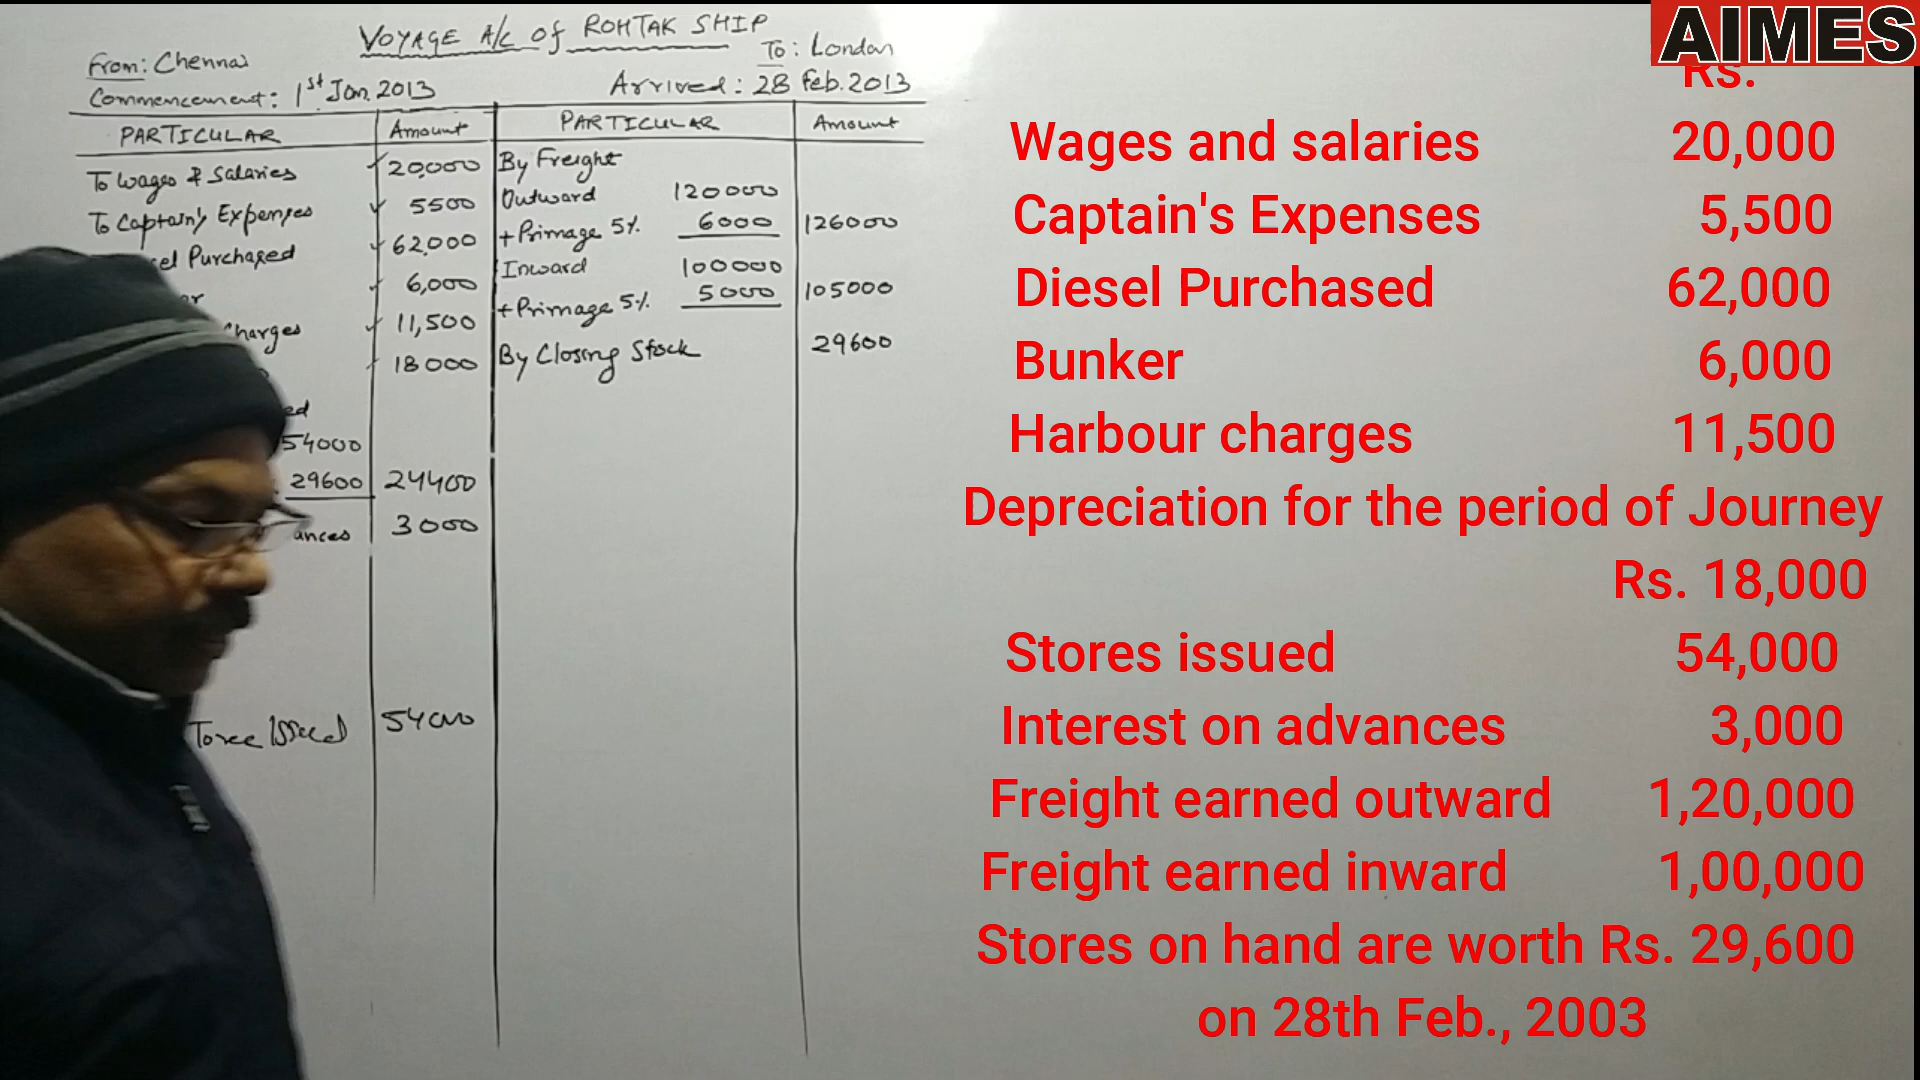 VOYAGE A/C of ROHTAK SHIP
From: Chennai
To: London
Commencement: 1st Jan. 2013
Arrived: 28 Feb. 2013
PARTICULAR Amount PARTICULAR Amount
To Wages & Salaries 20,000
To Captain's Expenses 5500
sel Purchased 62,000
6,000
Charges 11,500
18000
ed
54000
29600 24400
ances 3000
Issued 54000
By Freight
Outward 120000
+ Primage 5% 6000 126000
Inward 100000
+ Primage 5% 5000 105000
By Closing Stock 29600
AIMES
Rs.
Wages and salaries 20,000
Captain's Expenses 5,500
Diesel Purchased 62,000
Bunker 6,000
Harbour charges 11,500
Depreciation for the period of Journey
Rs. 18,000
Stores issued 54,000
Interest on advances 3,000
Freight earned outward 1,20,000
Freight earned inward 1,00,000
Stores on hand are worth Rs. 29,600
on 28th Feb., 2003